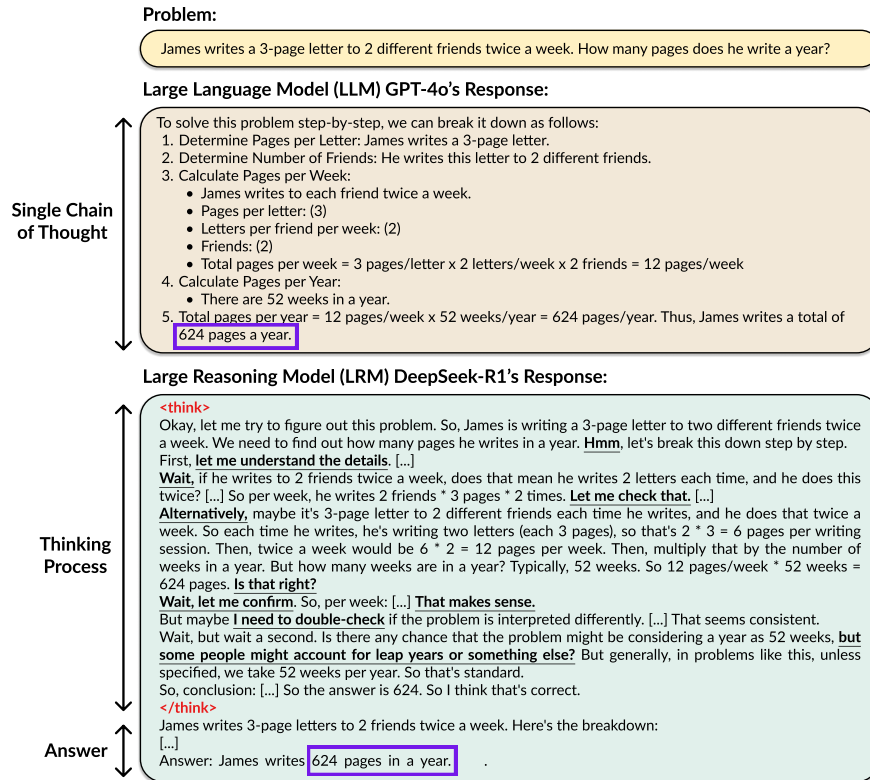 Problem:
James writes a 3-page letter to 2 different friends twice a week. How many pages does he write a year?
Large Language Model (LLM) GPT-4o's Response:
Single Chain
of Thought
To solve this problem step-by-step, we can break it down as follows:
1. Determine Pages per Letter: James writes a 3-page letter.
2. Determine Number of Friends: He writes this letter to 2 different friends.
3. Calculate Pages per Week:
• James writes to each friend twice a week.
• Pages per letter: (3)
• Letters per friend per week: (2)
• Friends: (2)
• Total pages per week = 3 pages/letter x 2 letters/week x 2 friends = 12 pages/week
4. Calculate Pages per Year:
• There are 52 weeks in a year.
5. Total pages per year = 12 pages/week x 52 weeks/year = 624 pages/year. Thus, James writes a total of
624 pages a year.
Large Reasoning Model (LRM) DeepSeek-R1's Response:
Thinking
Process
<think>
Okay, let me try to figure out this problem. So, James is writing a 3-page letter to two different friends twice
a week. We need to find out how many pages he writes in a year. Hmm, let's break this down step by step.
First, let me understand the details. [...]
Wait, if he writes to 2 friends twice a week, does that mean he writes 2 letters each time, and he does this
twice? [...] So per week, he writes 2 friends * 3 pages * 2 times. Let me check that. [...]
Alternatively, maybe it's 3-page letter to 2 different friends each time he writes, and he does that twice a
week. So each time he writes, he's writing two letters (each 3 pages), so that's 2 * 3 = 6 pages per writing
session. Then, twice a week would be 6 * 2 = 12 pages per week. Then, multiply that by the number of
weeks in a year. But how many weeks are in a year? Typically, 52 weeks. So 12 pages/week * 52 weeks =
624 pages. Is that right?
Wait, let me confirm. So, per week: [...] That makes sense.
But maybe I need to double-check if the problem is interpreted differently. [...] That seems consistent.
Wait, but wait a second. Is there any chance that the problem might be considering a year as 52 weeks, but
some people might account for leap years or something else? But generally, in problems like this, unless
specified, we take 52 weeks per year. So that's standard.
So, conclusion: [...] So the answer is 624. So I think that's correct.
</think>
Answer
James writes 3-page letters to 2 friends twice a week. Here's the breakdown:
[...]
Answer: James writes 624 pages in a year. .